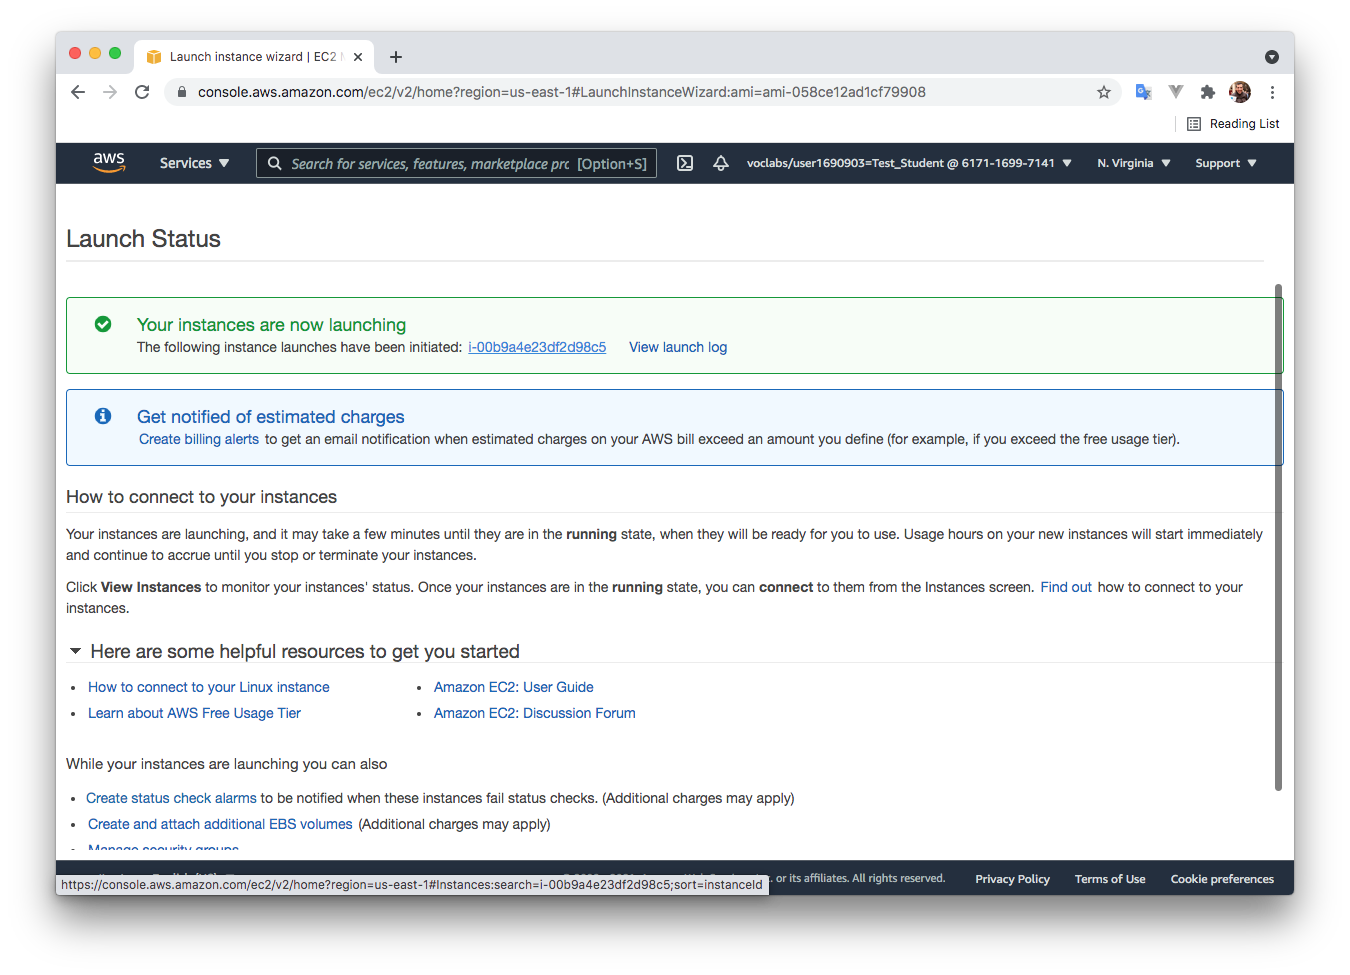 Launch instance wizard | EC2
console.aws.amazon.com/ec2/v2/home?region=us-east-1#LaunchInstanceWizard:ami=ami-058ce12ad1cf79908
Reading List
aws Services Search for services, features, marketplace prc [Option+S] voclabs/user1690903=Test_Student @ 6171-1699-7141 N. Virginia Support
Launch Status
Your instances are now launching
The following instance launches have been initiated: i-00b9a4e23df2d98c5 View launch log
Get notified of estimated charges
Create billing alerts to get an email notification when estimated charges on your AWS bill exceed an amount you define (for example, if you exceed the free usage tier).
How to connect to your instances
Your instances are launching, and it may take a few minutes until they are in the running state, when they will be ready for you to use. Usage hours on your new instances will start immediately
and continue to accrue until you stop or terminate your instances.
Click View Instances to monitor your instances' status. Once your instances are in the running state, you can connect to them from the Instances screen. Find out how to connect to your
instances.
Here are some helpful resources to get you started
• How to connect to your Linux instance
• Amazon EC2: User Guide
• Learn about AWS Free Usage Tier
• Amazon EC2: Discussion Forum
While your instances are launching you can also
• Create status check alarms to be notified when these instances fail status checks. (Additional charges may apply)
• Create and attach additional EBS volumes (Additional charges may apply)
• Manage security groups
or its affiliates. All rights reserved. Privacy Policy Terms of Use Cookie preferences
https://console.aws.amazon.com/ec2/v2/home?region=us-east-1#Instances:search=i-00b9a4e23df2d98c5;sort=instanceId